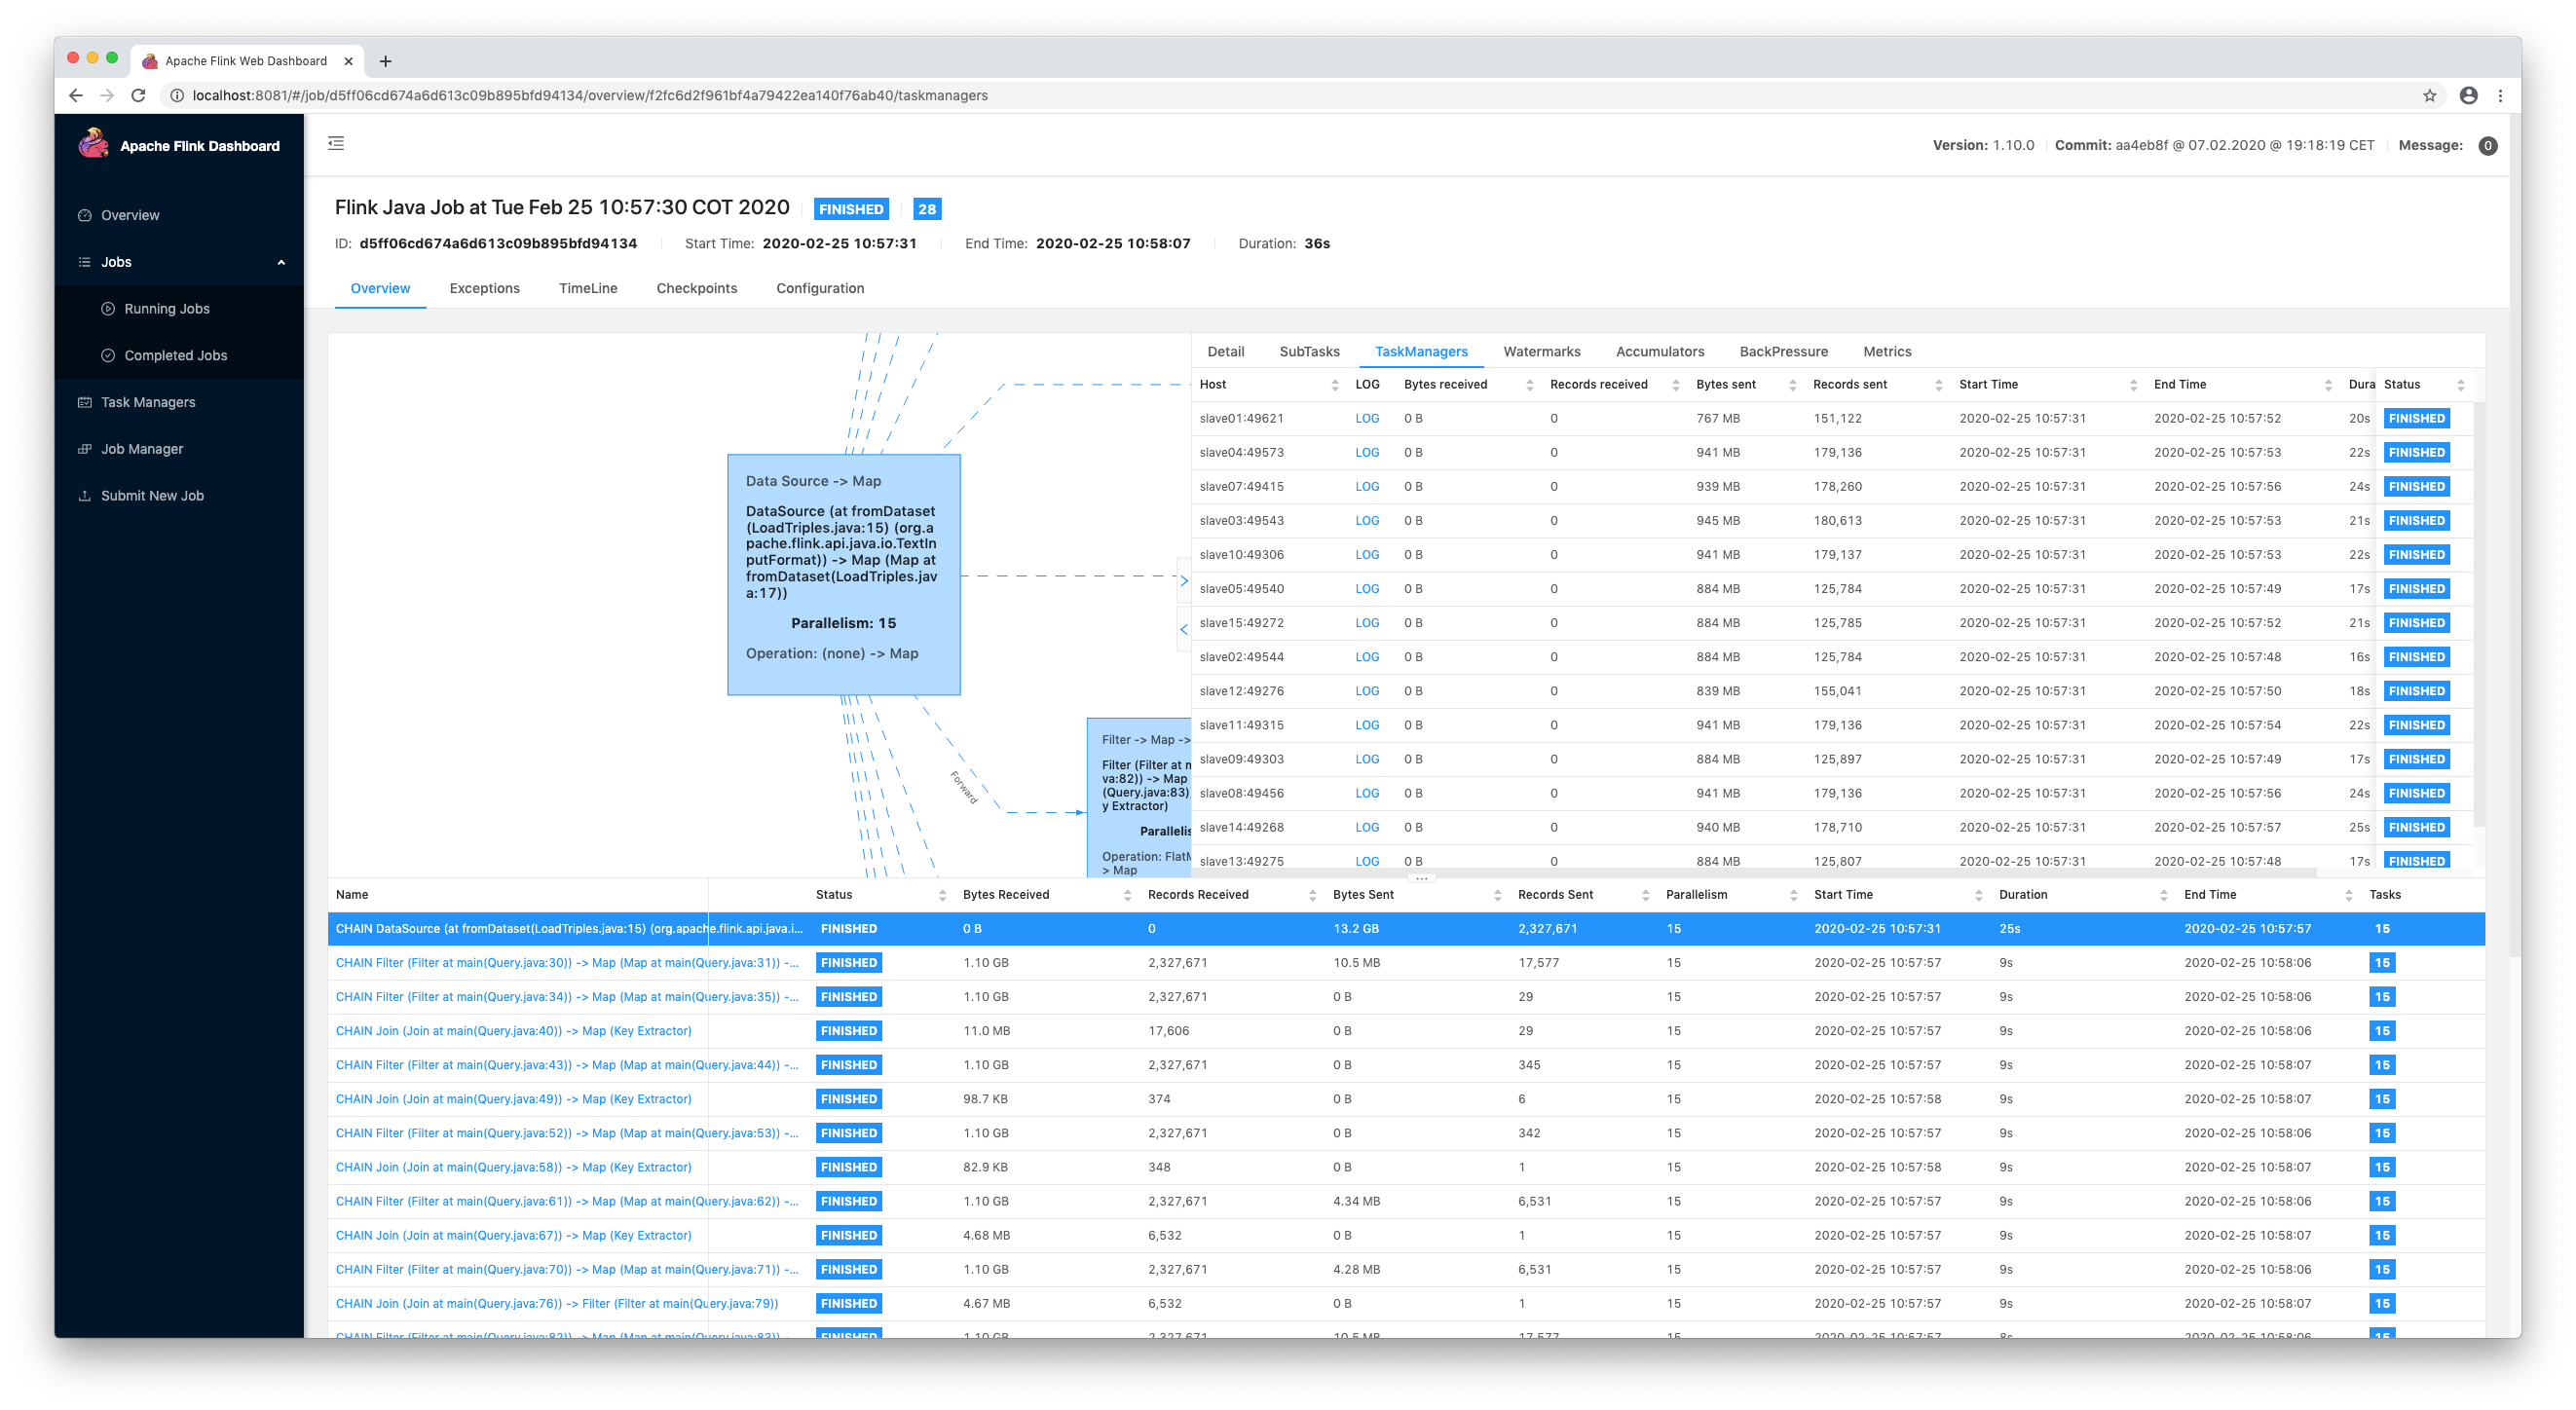 Apache Flink Web Dashboard
localhost:8081/#/job/d5ff06cd674a6d613c09b895bfd94134/overview/f2fc6d2f961bf4a79422ea140f76ab40/taskmanagers
Apache Flink Dashboard
Version: 1.10.0 Commit: aa4eb8f @ 07.02.2020 @ 19:18:19 CET Message: 0
Overview
Jobs
Running Jobs
Completed Jobs
Task Managers
Job Manager
Submit New Job
Flink Java Job at Tue Feb 25 10:57:30 COT 2020 FINISHED 28
ID: d5ff06cd674a6d613c09b895bfd94134 Start Time: 2020-02-25 10:57:31 End Time: 2020-02-25 10:58:07 Duration: 36s
Overview Exceptions TimeLine Checkpoints Configuration
Data Source -> Map
DataSource (at fromDataset
(LoadTriples.java:15) (org.a
pache.flink.api.java.io.TextIn
putFormat)) -> Map (Map at
fromDataset(LoadTriples.jav
a:17))
Parallelism: 15
Operation: (none) -> Map
Forward
Filter -> Map ->
Filter (Filter at m
va:82)) -> Map
(Query.java:83)
y Extractor)
Parallelis
Operation: FlatM
> Map
Detail SubTasks TaskManagers Watermarks Accumulators BackPressure Metrics
Host LOG Bytes received Records received Bytes sent Records sent Start Time End Time Dura Status
slave01:49621 LOG 0 B 0 767 MB 151,122 2020-02-25 10:57:31 2020-02-25 10:57:52 20s FINISHED
slave04:49573 LOG 0 B 0 941 MB 179,136 2020-02-25 10:57:31 2020-02-25 10:57:53 22s FINISHED
slave07:49415 LOG 0 B 0 939 MB 178,260 2020-02-25 10:57:31 2020-02-25 10:57:56 24s FINISHED
slave03:49543 LOG 0 B 0 945 MB 180,613 2020-02-25 10:57:31 2020-02-25 10:57:53 21s FINISHED
slave10:49306 LOG 0 B 0 941 MB 179,137 2020-02-25 10:57:31 2020-02-25 10:57:53 22s FINISHED
slave05:49540 LOG 0 B 0 884 MB 125,784 2020-02-25 10:57:31 2020-02-25 10:57:49 17s FINISHED
slave15:49272 LOG 0 B 0 884 MB 125,785 2020-02-25 10:57:31 2020-02-25 10:57:52 21s FINISHED
slave02:49544 LOG 0 B 0 884 MB 125,784 2020-02-25 10:57:31 2020-02-25 10:57:48 16s FINISHED
slave12:49276 LOG 0 B 0 839 MB 155,041 2020-02-25 10:57:31 2020-02-25 10:57:50 18s FINISHED
slave11:49315 LOG 0 B 0 941 MB 179,136 2020-02-25 10:57:31 2020-02-25 10:57:54 22s FINISHED
slave09:49303 LOG 0 B 0 884 MB 125,897 2020-02-25 10:57:31 2020-02-25 10:57:49 17s FINISHED
slave08:49456 LOG 0 B 0 941 MB 179,136 2020-02-25 10:57:31 2020-02-25 10:57:56 24s FINISHED
slave14:49268 LOG 0 B 0 940 MB 178,710 2020-02-25 10:57:31 2020-02-25 10:57:57 25s FINISHED
slave13:49275 LOG 0 B 0 884 MB 125,807 2020-02-25 10:57:31 2020-02-25 10:57:48 17s FINISHED
Name Status Bytes Received Records Received Bytes Sent Records Sent Parallelism Start Time Duration End Time Tasks
CHAIN DataSource (at fromDataset(LoadTriples.java:15) (org.apache.flink.api.java.i... FINISHED 0 B 0 13.2 GB 2,327,671 15 2020-02-25 10:57:31 25s 2020-02-25 10:57:57 15
CHAIN Filter (Filter at main(Query.java:30)) -> Map (Map at main(Query.java:31)) -... FINISHED 1.10 GB 2,327,671 10.5 MB 17,577 15 2020-02-25 10:57:57 9s 2020-02-25 10:58:06 15
CHAIN Filter (Filter at main(Query.java:34)) -> Map (Map at main(Query.java:35)) -... FINISHED 1.10 GB 2,327,671 0 B 29 15 2020-02-25 10:57:57 9s 2020-02-25 10:58:06 15
CHAIN Join (Join at main(Query.java:40)) -> Map (Key Extractor) FINISHED 11.0 MB 17,606 0 B 29 15 2020-02-25 10:57:57 9s 2020-02-25 10:58:06 15
CHAIN Filter (Filter at main(Query.java:43)) -> Map (Map at main(Query.java:44)) -... FINISHED 1.10 GB 2,327,671 0 B 345 15 2020-02-25 10:57:57 9s 2020-02-25 10:58:07 15
CHAIN Join (Join at main(Query.java:49)) -> Map (Key Extractor) FINISHED 98.7 KB 374 0 B 6 15 2020-02-25 10:57:58 9s 2020-02-25 10:58:07 15
CHAIN Filter (Filter at main(Query.java:52)) -> Map (Map at main(Query.java:53)) -... FINISHED 1.10 GB 2,327,671 0 B 342 15 2020-02-25 10:57:57 9s 2020-02-25 10:58:06 15
CHAIN Join (Join at main(Query.java:58)) -> Map (Key Extractor) FINISHED 82.9 KB 348 0 B 1 15 2020-02-25 10:57:58 9s 2020-02-25 10:58:07 15
CHAIN Filter (Filter at main(Query.java:61)) -> Map (Map at main(Query.java:62)) -... FINISHED 1.10 GB 2,327,671 4.34 MB 6,531 15 2020-02-25 10:57:57 9s 2020-02-25 10:58:06 15
CHAIN Join (Join at main(Query.java:67)) -> Map (Key Extractor) FINISHED 4.68 MB 6,532 0 B 1 15 2020-02-25 10:57:57 9s 2020-02-25 10:58:07 15
CHAIN Filter (Filter at main(Query.java:70)) -> Map (Map at main(Query.java:71)) -... FINISHED 1.10 GB 2,327,671 4.28 MB 6,531 15 2020-02-25 10:57:57 9s 2020-02-25 10:58:06 15
CHAIN Join (Join at main(Query.java:76)) -> Filter (Filter at main(Query.java:79)) FINISHED 4.67 MB 6,532 0 B 1 15 2020-02-25 10:57:57 9s 2020-02-25 10:58:07 15
CHAIN Filter (Filter at main(Query.java:82)) -> Map (Map at main(Query.java:83)) -... FINISHED 1.10 GB 2,327,671 10.5 MB 17,577 15 2020-02-25 10:57:57 8s 2020-02-25 10:58:06 15